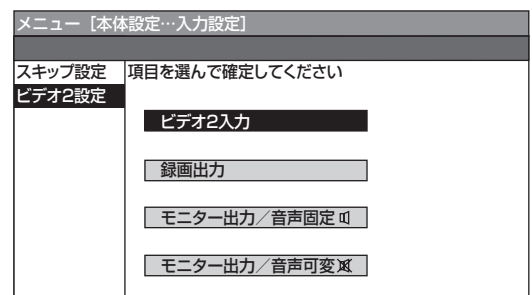 メニュー [本体設定…入力設定]
スキップ設定
ビデオ2設定
項目を選んで確定してください
ビデオ2入力
録画出力
モニター出力/音声固定
モニター出力/音声可変